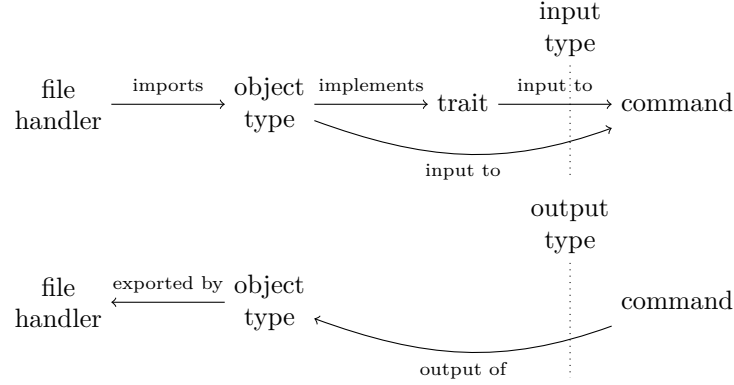 input
type
file
handler
imports
object
type
implements
trait
input to
command
input to
output
type
file
handler
exported by
object
type
command
output of